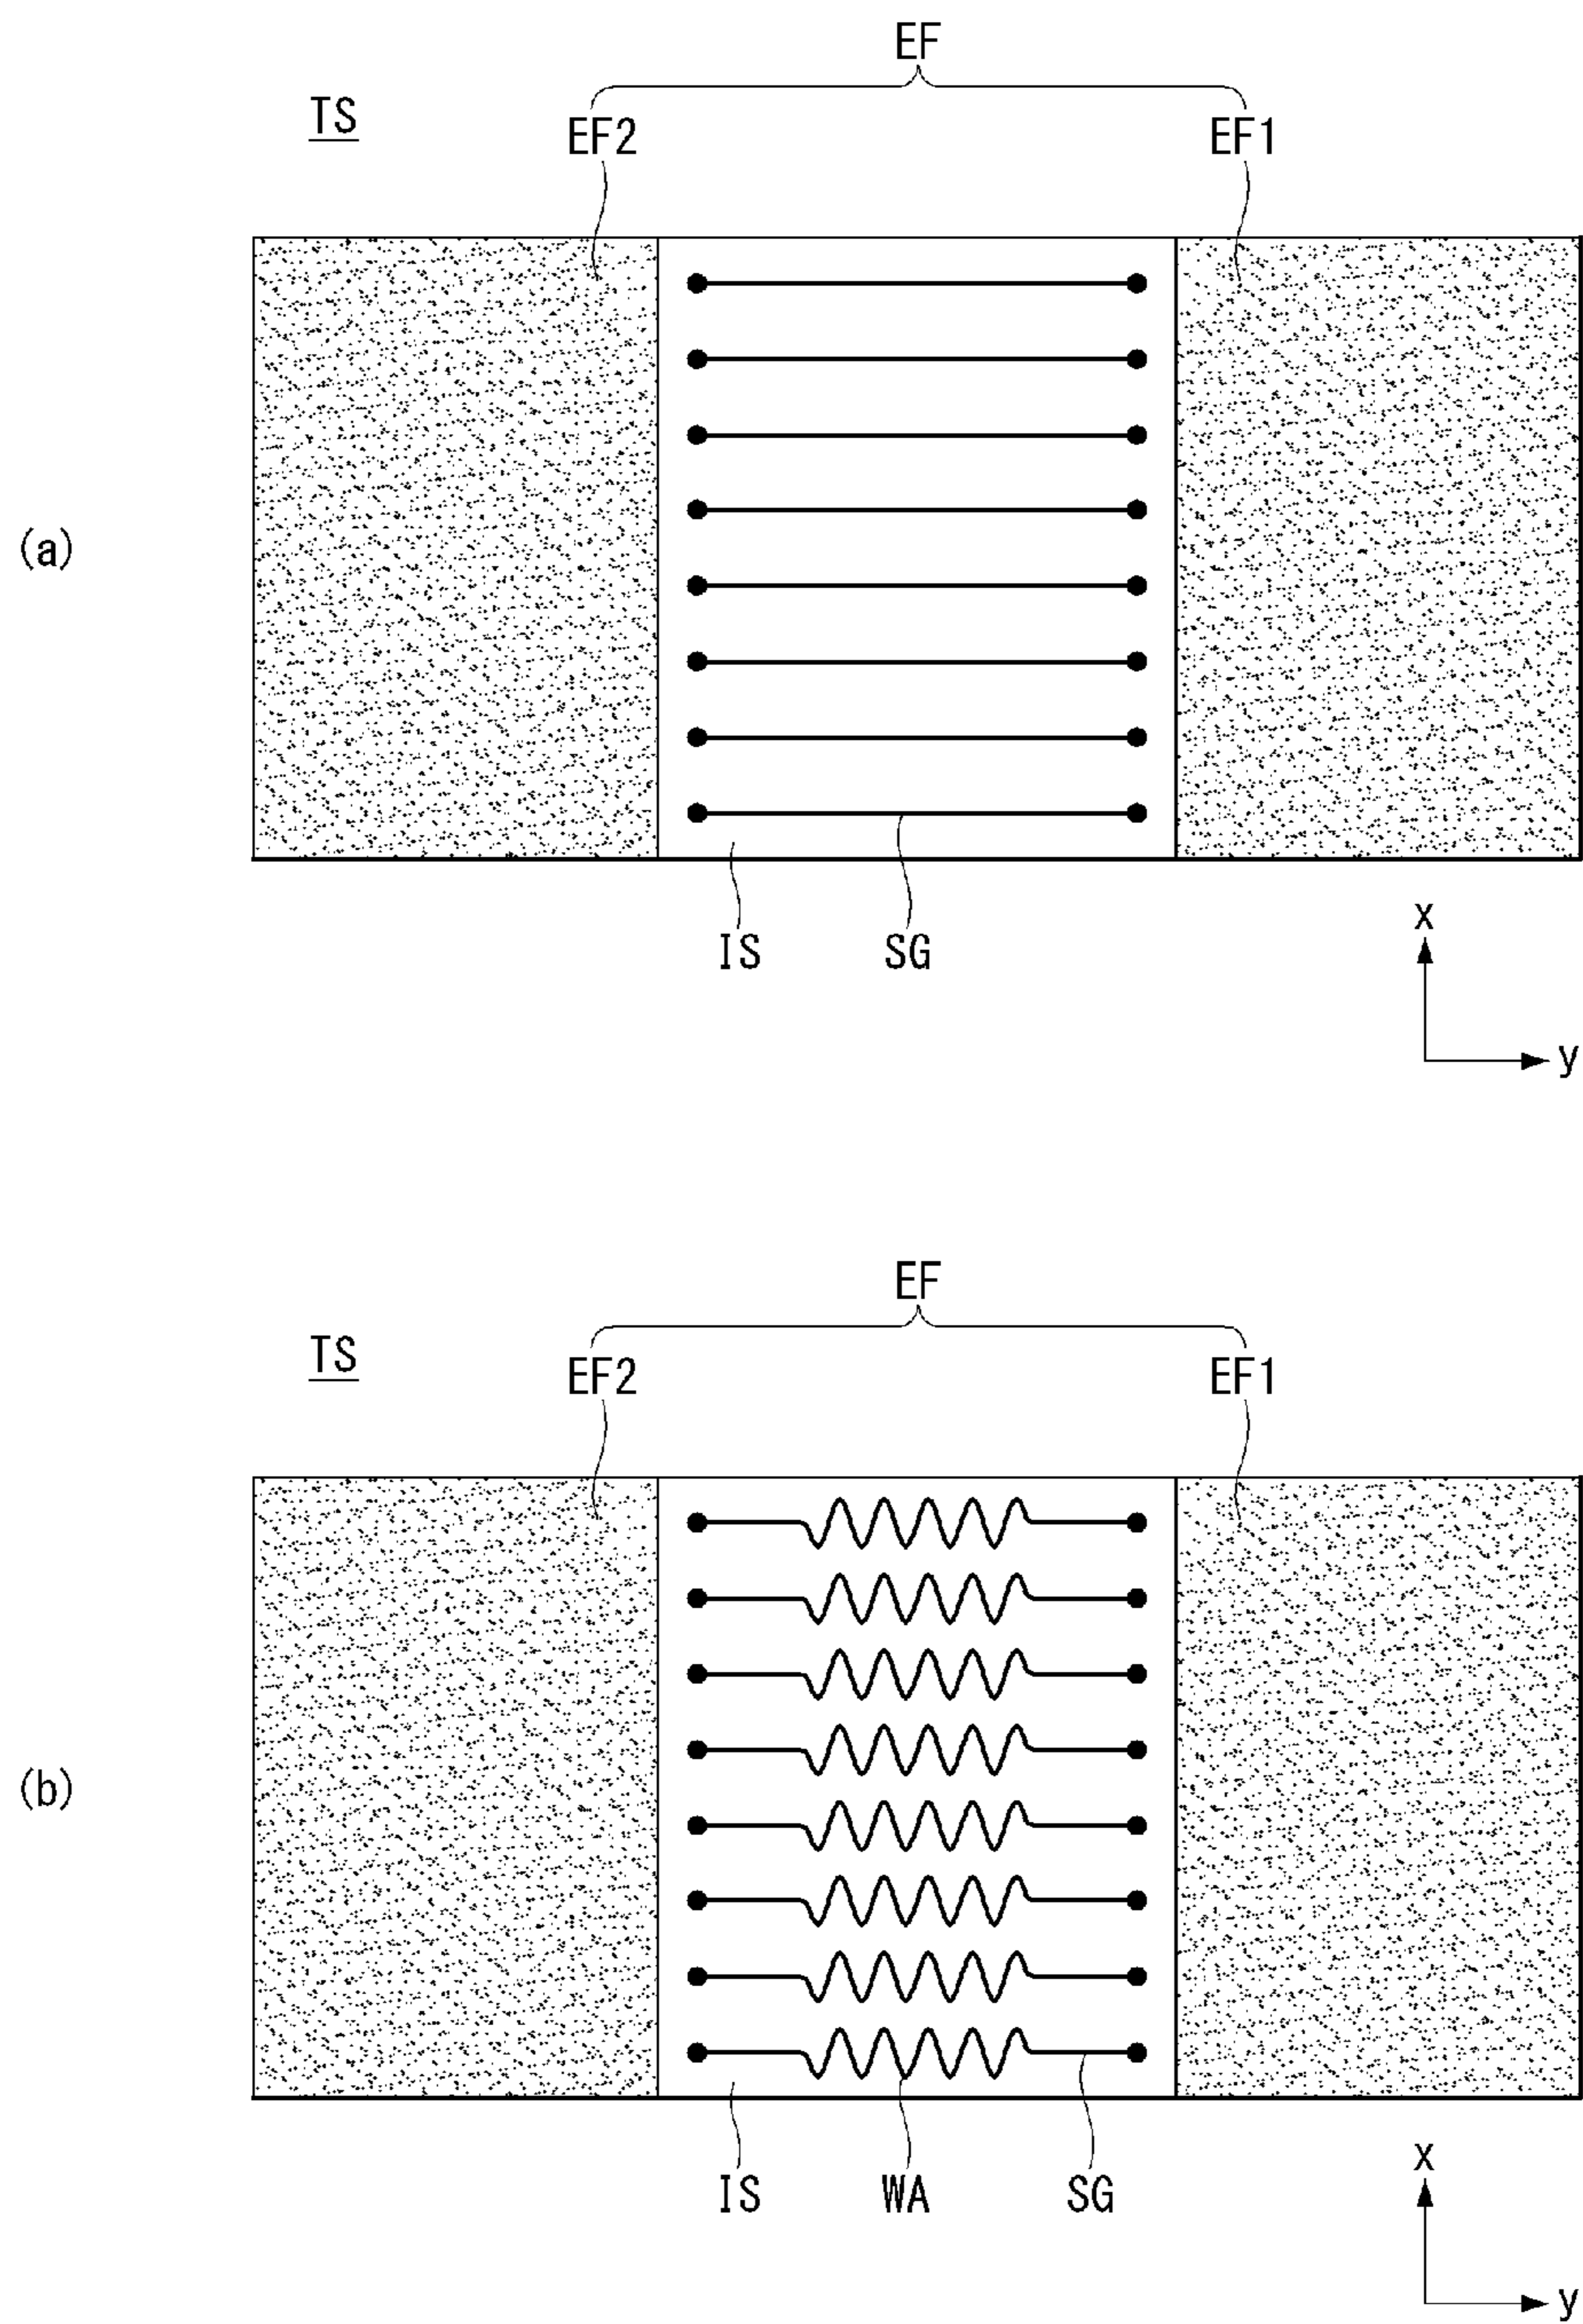 EF
TS
EF2 EF1
(a)
IS SG
x
y
EF
TS
EF2 EF1
(b)
IS WA SG
x
y